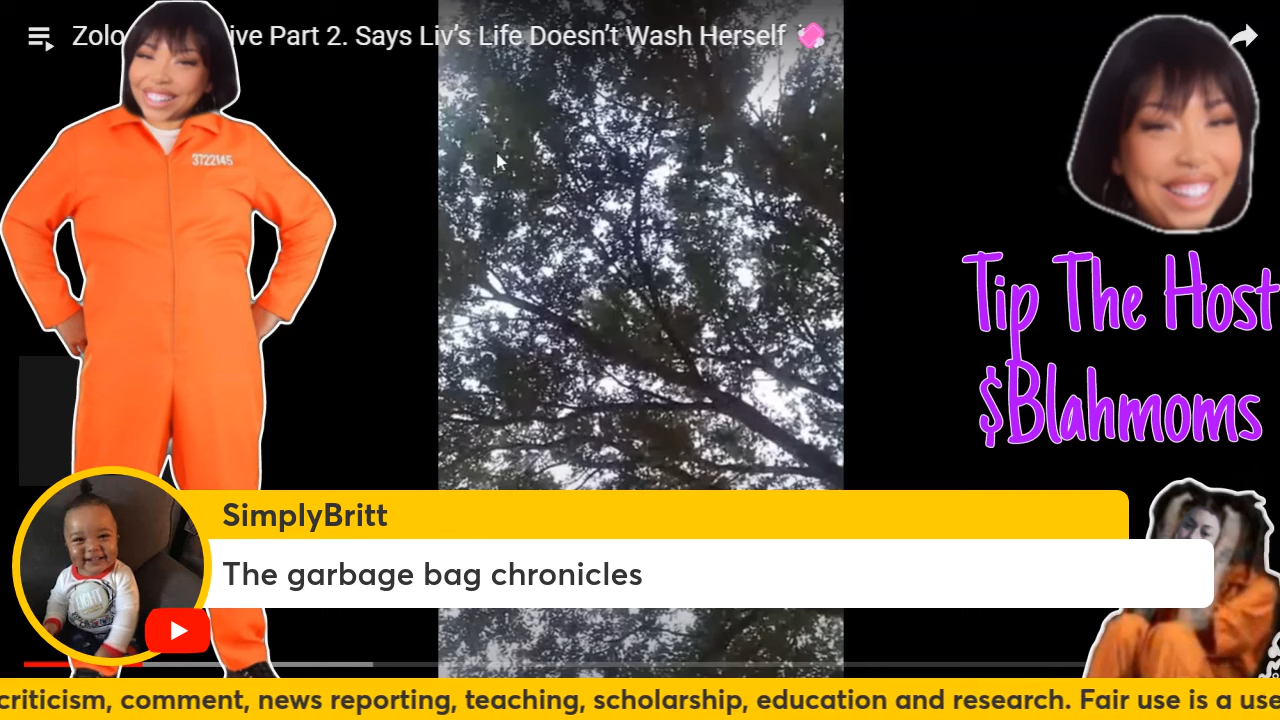 Zolo ive Part 2. Says Liv's Life Doesn't Wash Herself
3722145
Tip The Host
$Blahmoms
SimplyBritt
The garbage bag chronicles
criticism, comment, news reporting, teaching, scholarship, education and research. Fair use is a use